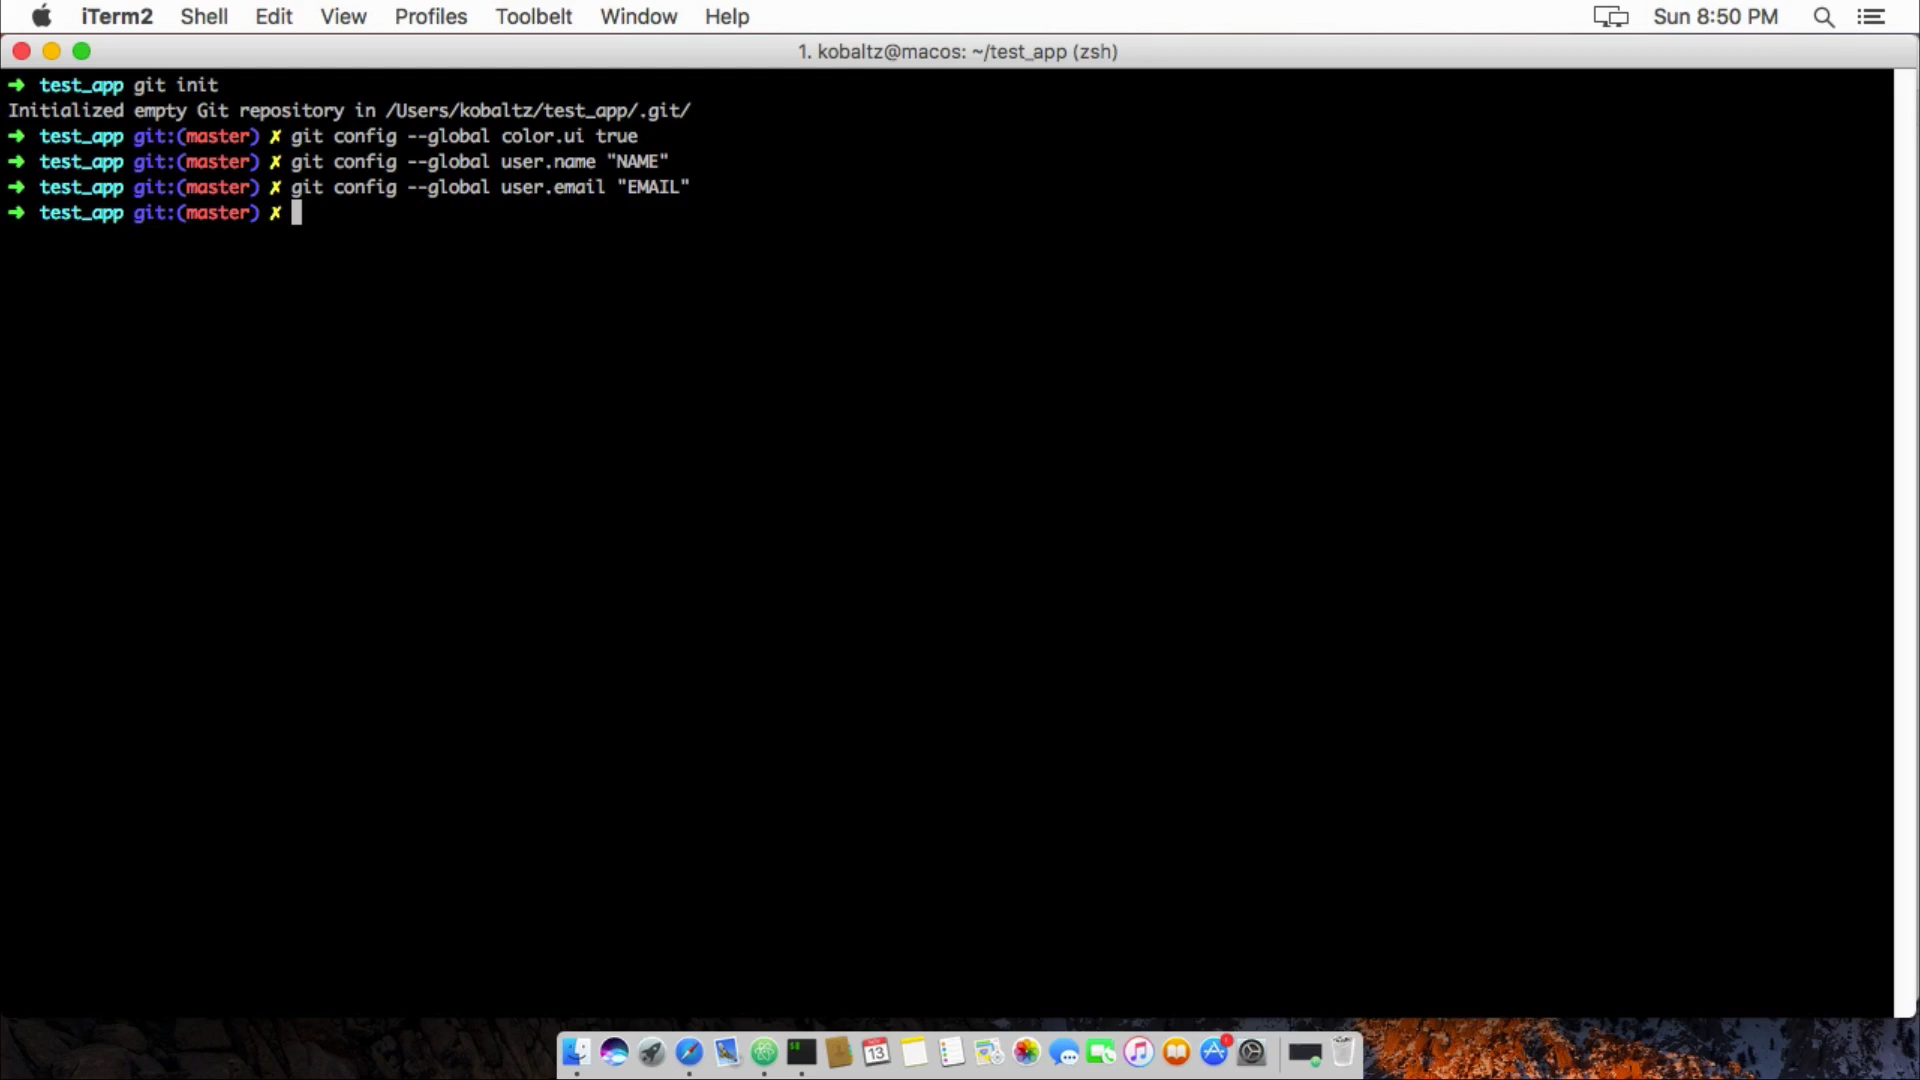 iTerm2 Shell Edit View Profiles Toolbelt Window Help Sun 8:50 PM
1. kobaltz@macos: ~/test_app (zsh)
➜ test_app git init
Initialized empty Git repository in /Users/kobaltz/test_app/.git/
➜ test_app git:(master) ✗ git config --global color.ui true
➜ test_app git:(master) ✗ git config --global user.name "NAME"
➜ test_app git:(master) ✗ git config --global user.email "EMAIL"
➜ test_app git:(master) ✗
13